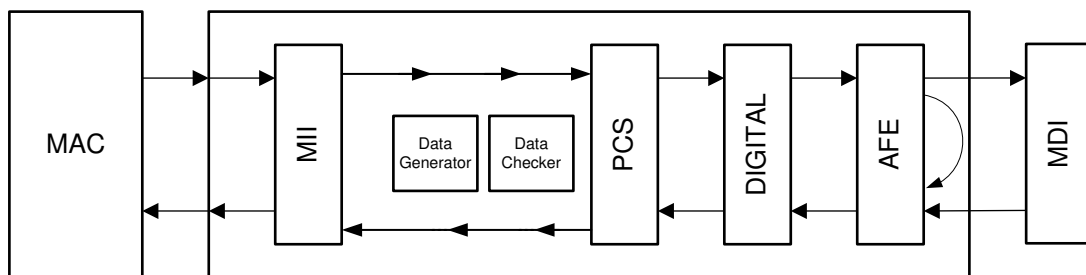 MAC
MII
Data
Generator
Data
Checker
PCS
DIGITAL
AFE
MDI